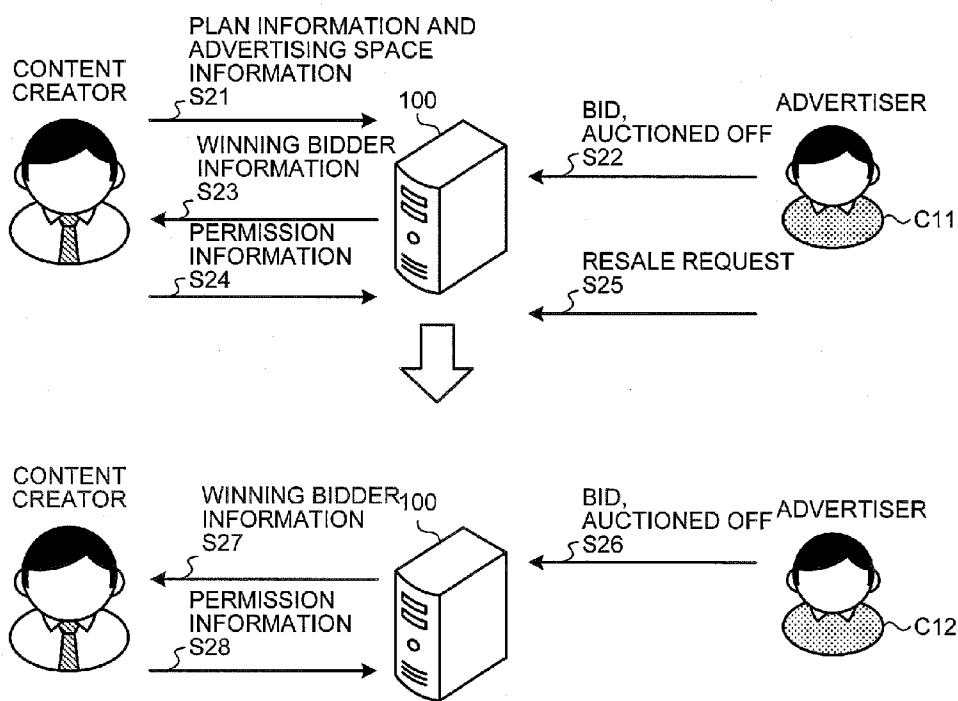 PLAN INFORMATION AND
ADVERTISING SPACE
INFORMATION
S21
CONTENT
CREATOR
100
BID,
AUCTIONED OFF
S22
ADVERTISER
WINNING BIDDER
INFORMATION
S23
C11
PERMISSION
INFORMATION
S24
RESALE REQUEST
S25
CONTENT
CREATOR
WINNING BIDDER
INFORMATION
S27
100
BID,
AUCTIONED OFF
S26
ADVERTISER
PERMISSION
INFORMATION
S28
C12